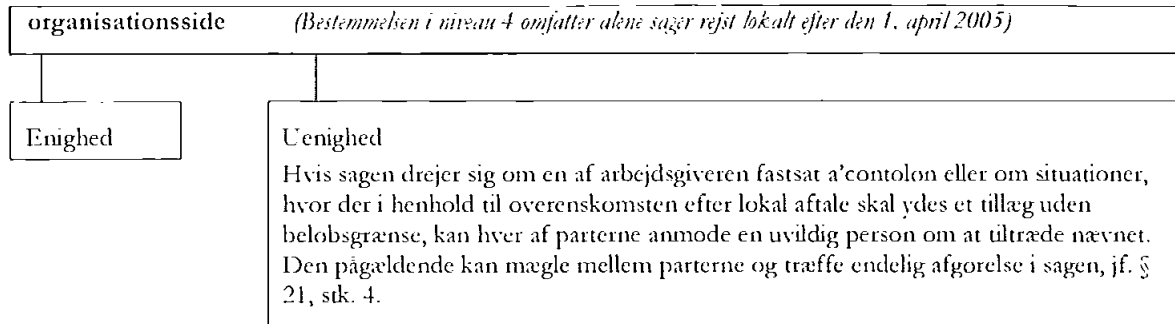 organisationsside (Bestemmelsen i niveau 4 omfatter alene sager rejst lokalt efter den 1. april 2005)
Enighed
Uenighed
Hvis sagen drejer sig om en af arbejdsgiveren fastsat a'contoløn eller om situationer,
hvor der i henhold til overenskomsten efter lokal aftale skal ydes et tillæg uden
beløbsgrænse, kan hver af parterne anmode en uvildig person om at tiltræde nævnet.
Den pågældende kan mægle mellem parterne og træffe endelig afgørelse i sagen, jf. §
21, stk. 4.